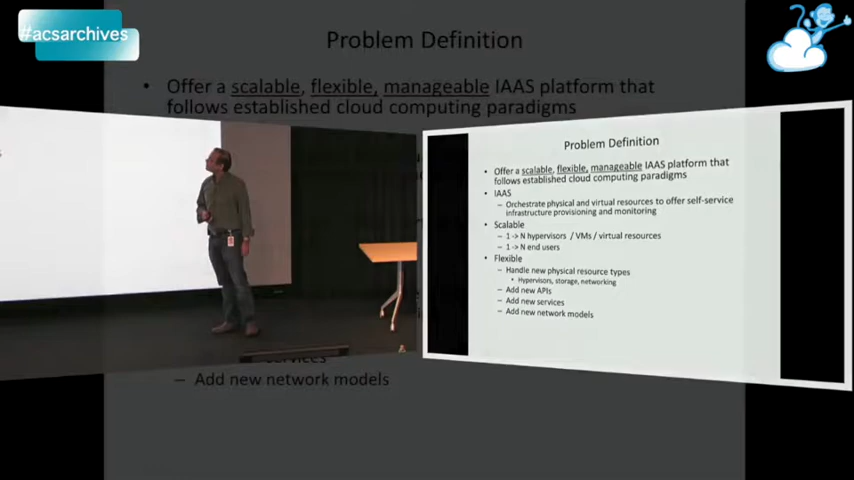 #acsarchives
Problem Definition
• Offer a scalable, flexible, manageable IAAS platform that
follows established cloud computing paradigms
s
services
– Add new network models
Problem Definition
• Offer a scalable, flexible, manageable IAAS platform that
follows established cloud computing paradigms
• IAAS
– Orchestrate physical and virtual resources to offer self-service
infrastructure provisioning and monitoring
• Scalable
– 1 -> N hypervisors / VMs / virtual resources
– 1 -> N end users
• Flexible
– Handle new physical resource types
• Hypervisors, storage, networking
– Add new APIs
– Add new services
– Add new network models